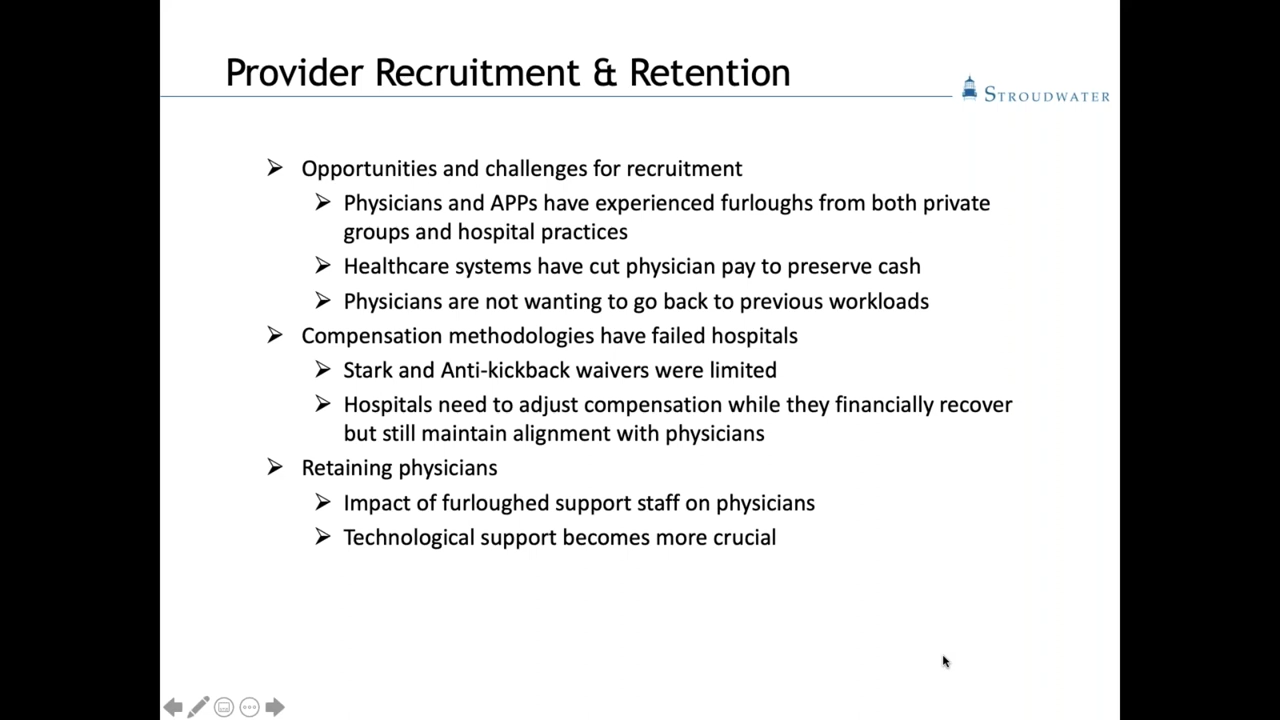 Provider Recruitment & Retention
STROUDWATER
Opportunities and challenges for recruitment
Physicians and APPs have experienced furloughs from both private
groups and hospital practices
Healthcare systems have cut physician pay to preserve cash
Physicians are not wanting to go back to previous workloads
Compensation methodologies have failed hospitals
Stark and Anti-kickback waivers were limited
Hospitals need to adjust compensation while they financially recover
but still maintain alignment with physicians
Retaining physicians
Impact of furloughed support staff on physicians
Technological support becomes more crucial